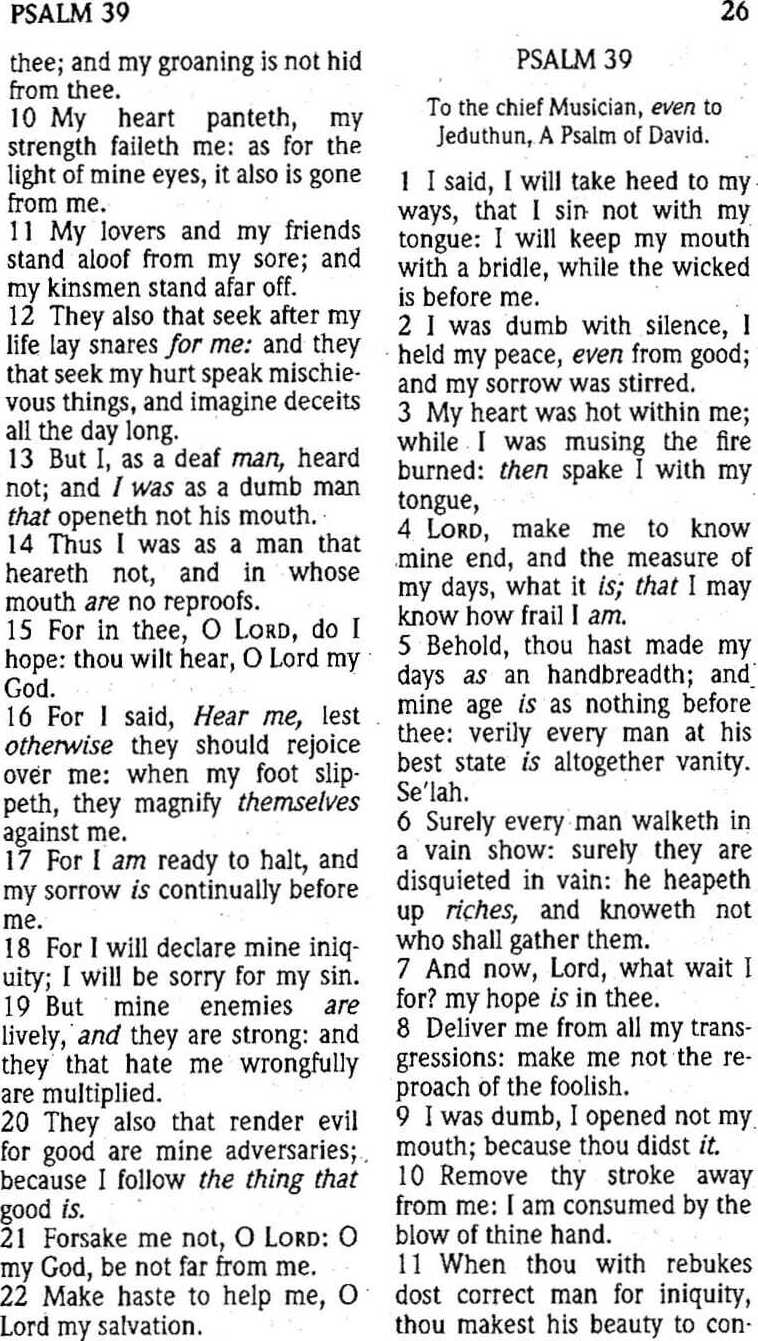 PSALM 39
26
thee; and my groaning is not hid
from thee.
10 My heart panteth, my
strength faileth me: as for the
light of mine eyes, it also is gone
from me.
11 My lovers and my friends
stand aloof from my sore; and
my kinsmen stand afar off.
12 They also that seek after my
life lay snares for me: and they
that seek my hurt speak mischie-
vous things, and imagine deceits
all the day long.
13 But I, as a deaf man, heard
not; and I was as a dumb man
that openeth not his mouth.
14 Thus I was as a man that
heareth not, and in whose
mouth are no reproofs.
15 For in thee, O LORD, do I
hope: thou wilt hear, O Lord my
God.
16 For I said, Hear me, lest
otherwise they should rejoice
over me: when my foot slip-
peth, they magnify themselves
against me.
17 For I am ready to halt, and
my sorrow is continually before
me.
18 For I will declare mine iniq-
uity; I will be sorry for my sin.
19 But mine enemies are
lively, and they are strong: and
they that hate me wrongfully
are multiplied.
20 They also that render evil
for good are mine adversaries;
because I follow the thing that
good is.
21 Forsake me not, O LORD: O
my God, be not far from me.
22 Make haste to help me, O
Lord my salvation.
PSALM 39
To the chief Musician, even to
Jeduthun, A Psalm of David.
1 I said, I will take heed to my
ways, that I sin not with my
tongue: I will keep my mouth
with a bridle, while the wicked
is before me.
2 I was dumb with silence, I
held my peace, even from good;
and my sorrow was stirred.
3 My heart was hot within me;
while I was musing the fire
burned: then spake I with my
tongue,
4 LORD, make me to know
mine end, and the measure of
my days, what it is; that I may
know how frail I am.
5 Behold, thou hast made my
days as an handbreadth; and
mine age is as nothing before
thee: verily every man at his
best state is altogether vanity.
Se'lah.
6 Surely every man walketh in
a vain show: surely they are
disquieted in vain: he heapeth
up riches, and knoweth not
who shall gather them.
7 And now, Lord, what wait I
for? my hope is in thee.
8 Deliver me from all my trans-
gressions: make me not the re-
proach of the foolish.
9 I was dumb, I opened not my
mouth; because thou didst it.
10 Remove thy stroke away
from me: I am consumed by the
blow of thine hand.
11 When thou with rebukes
dost correct man for iniquity,
thou makest his beauty to con-